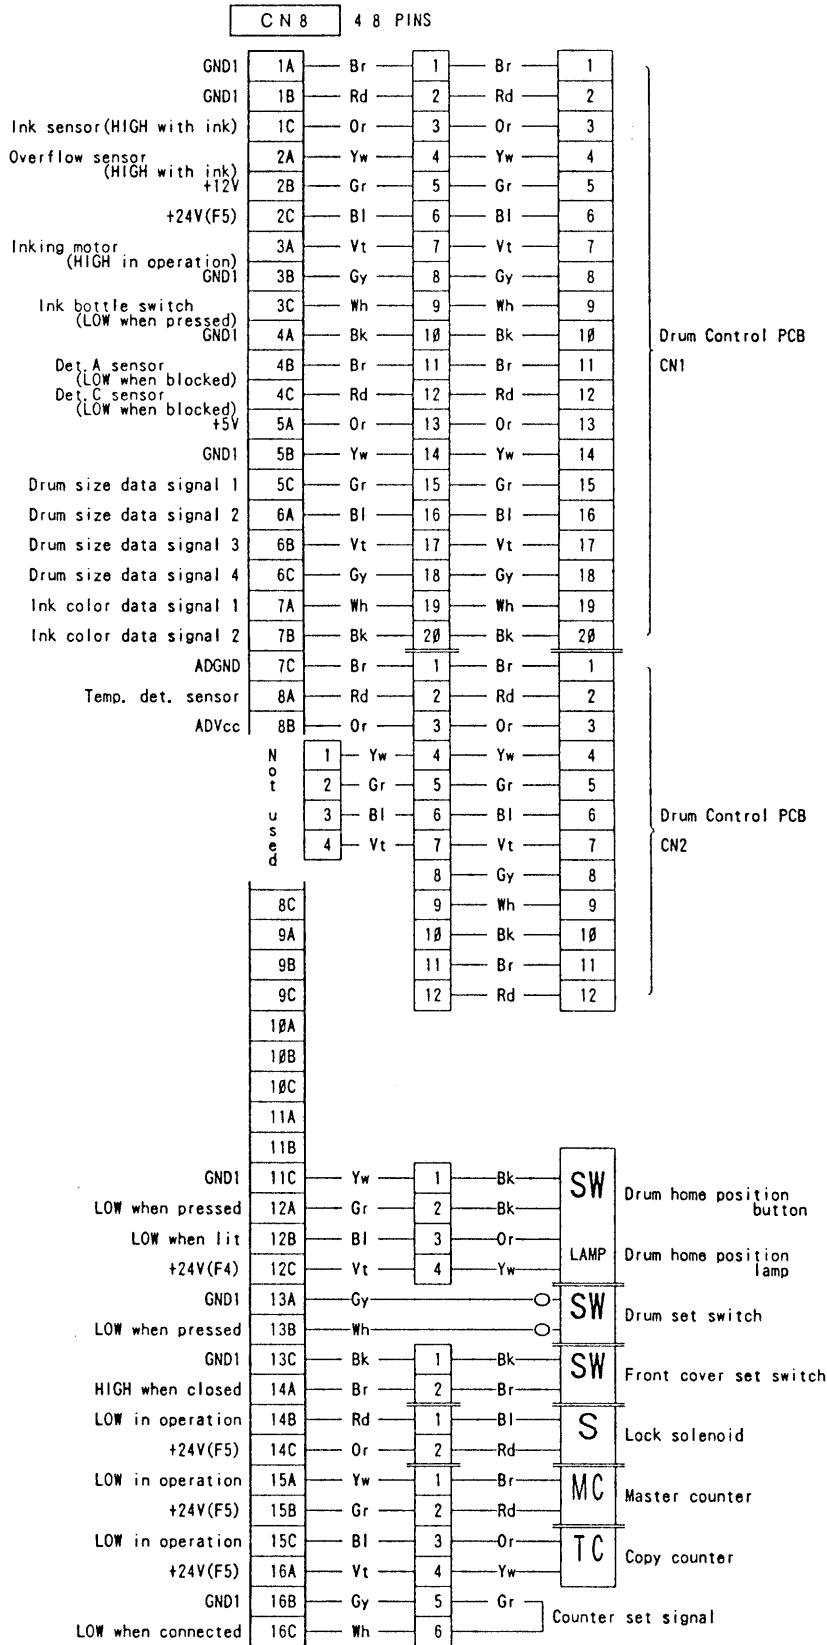 CN8 48 PINS
GND1 1A Br 1 Br 1
GND1 1B Rd 2 Rd 2
Ink sensor(HIGH with ink) 1C Or 3 Or 3
Overflow sensor
(HIGH with ink) 2A Yw 4 Yw 4
+12V 2B Gr 5 Gr 5
+24V(F5) 2C Bl 6 Bl 6
Inking motor
(HIGH in operation) 3A Vt 7 Vt 7
GND1 3B Gy 8 Gy 8
Ink bottle switch
(LOW when pressed) 3C Wh 9 Wh 9
GND1 4A Bk 1Ø Bk 1Ø
Drum Control PCB
CN1
Det.A sensor
(LOW when blocked) 4B Br 11 Br 11
Det.C sensor
(LOW when blocked) 4C Rd 12 Rd 12
+5V 5A Or 13 Or 13
GND1 5B Yw 14 Yw 14
Drum size data signal 1 5C Gr 15 Gr 15
Drum size data signal 2 6A Bl 16 Bl 16
Drum size data signal 3 6B Vt 17 Vt 17
Drum size data signal 4 6C Gy 18 Gy 18
Ink color data signal 1 7A Wh 19 Wh 19
Ink color data signal 2 7B Bk 2Ø Bk 2Ø
ADGND 7C Br 1 Br 1
Temp. det. sensor 8A Rd 2 Rd 2
ADVcc 8B Or 3 Or 3
Not used
1 Yw 4 Yw 4
2 Gr 5 Gr 5
3 Bl 6 Bl 6
4 Vt 7 Vt 7
Drum Control PCB
CN2
8 Gy 8
8C 9 Wh 9
9A 1Ø Bk 1Ø
9B 11 Br 11
9C 12 Rd 12
1ØA
1ØB
1ØC
11A
11B
GND1 11C Yw 1 Bk SW Drum home position
button
LOW when pressed 12A Gr 2 Bk
LOW when lit 12B Bl 3 Or LAMP Drum home position
lamp
+24V(F4) 12C Vt 4 Yw
GND1 13A Gy SW Drum set switch
LOW when pressed 13B Wh
GND1 13C Bk 1 Bk SW Front cover set switch
HIGH when closed 14A Br 2 Br
LOW in operation 14B Rd 1 Bl S Lock solenoid
+24V(F5) 14C Or 2 Rd
LOW in operation 15A Yw 1 Br MC Master counter
+24V(F5) 15B Gr 2 Rd
LOW in operation 15C Bl 3 Or TC Copy counter
+24V(F5) 16A Vt 4 Yw
GND1 16B Gy 5 Gr Counter set signal
LOW when connected 16C Wh 6